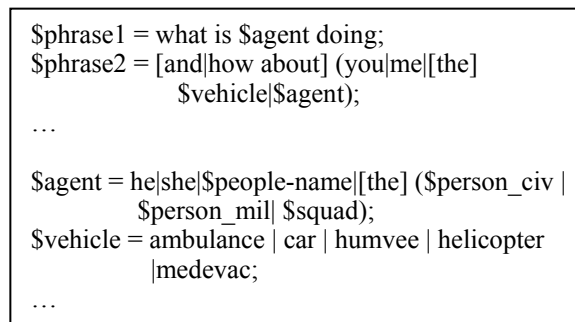 $phrase1 = what is $agent doing;
$phrase2 = [and|how about] (you|me|[the]
$vehicle|$agent);
…
$agent = he|she|$people-name|[the] ($person_civ |
$person_mil| $squad);
$vehicle = ambulance | car | humvee | helicopter
|medevac;
…